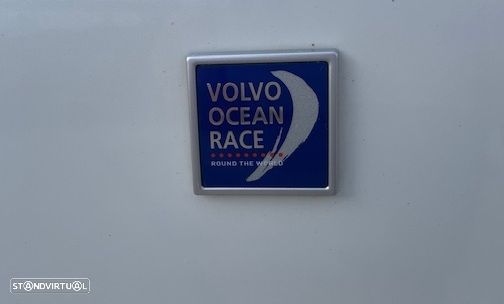 VOLVO
OCEAN
RACE
ROUND THE WORLD
STANDVIRTUAL